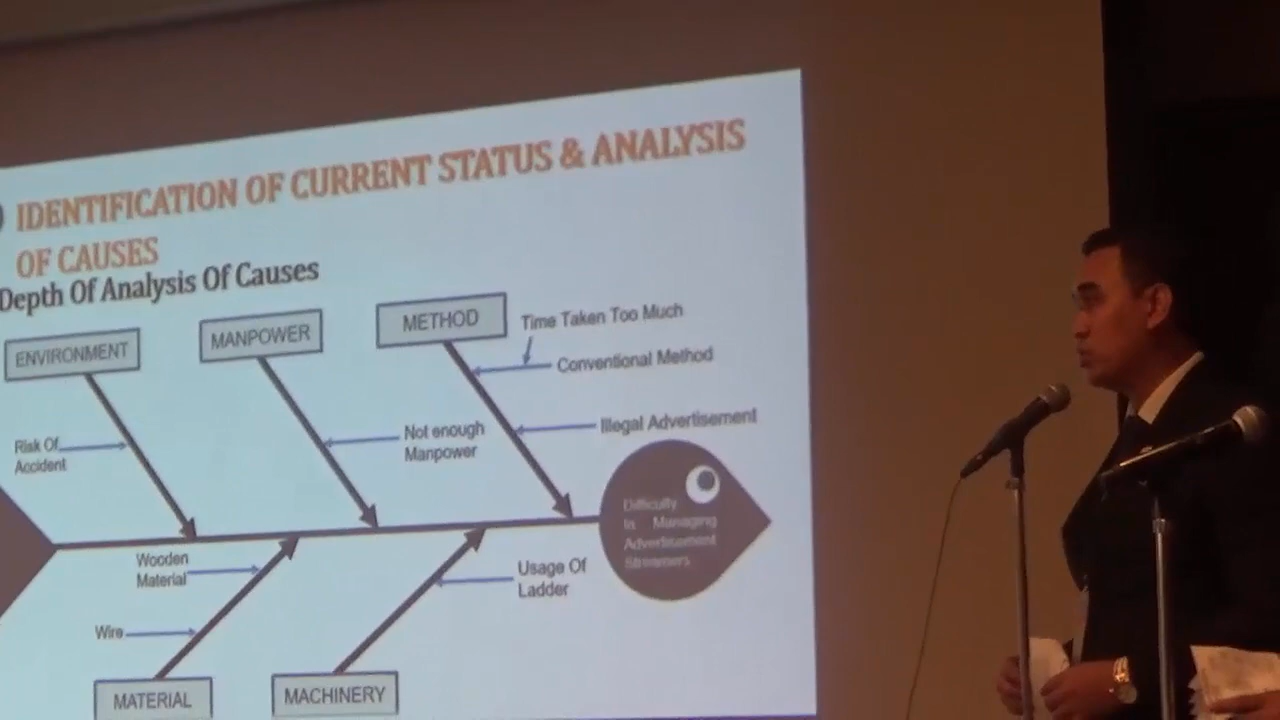 IDENTIFICATION OF CURRENT STATUS & ANALYSIS
OF CAUSES
Depth Of Analysis Of Causes
ENVIRONMENT
MANPOWER
METHOD
Time Taken Too Much
Conventional Method
Risk Of
Accident
Not enough
Manpower
Illegal Advertisement
Difficulty
In Managing
Advertisement
Streamers
Wooden
Material
Usage Of
Ladder
Wire
MATERIAL
MACHINERY